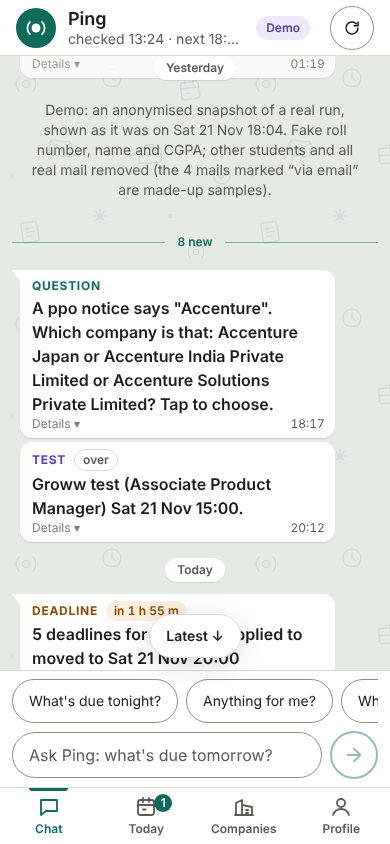 Ping
checked 13:24 · next 18:...
Demo
Details ▾ 01:19
Yesterday
Demo: an anonymised snapshot of a real run,
shown as it was on Sat 21 Nov 18:04. Fake roll
number, name and CGPA; other students and all
real mail removed (the 4 mails marked “via email”
are made-up samples).
8 new
QUESTION
A ppo notice says "Accenture".
Which company is that: Accenture
Japan or Accenture India Private
Limited or Accenture Solutions
Private Limited? Tap to choose.
Details ▾ 18:17
TEST over
Groww test (Associate Product
Manager) Sat 21 Nov 15:00.
Details ▾ 20:12
Today
DEADLINE in 1 h 55 m
5 deadlines for pplied to
Latest ↓
moved to Sat 21 Nov 20:00
What's due tonight?
Anything for me?
Wh
Ask Ping: what's due tomorrow?
Chat
Today 1
Companies
Profile